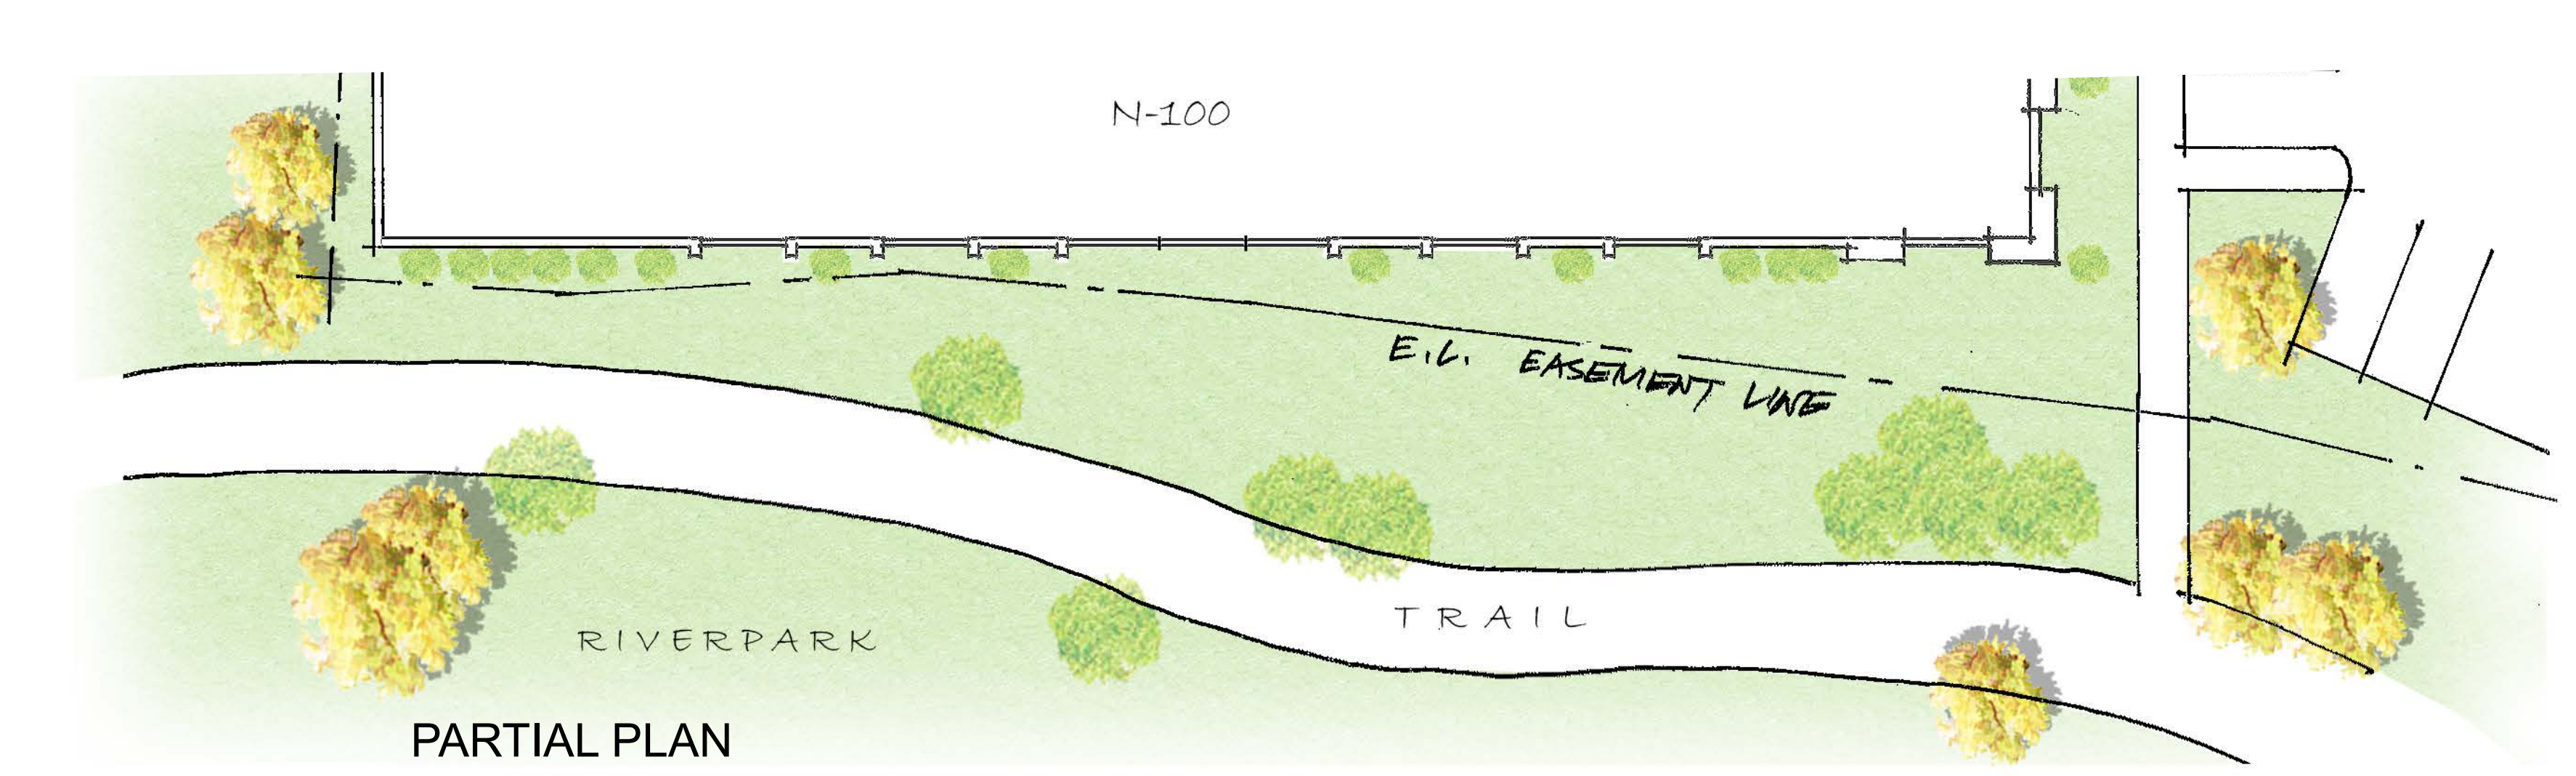 N-100
E.L. EASEMENT LINE
TRAIL
RIVERPARK
PARTIAL PLAN